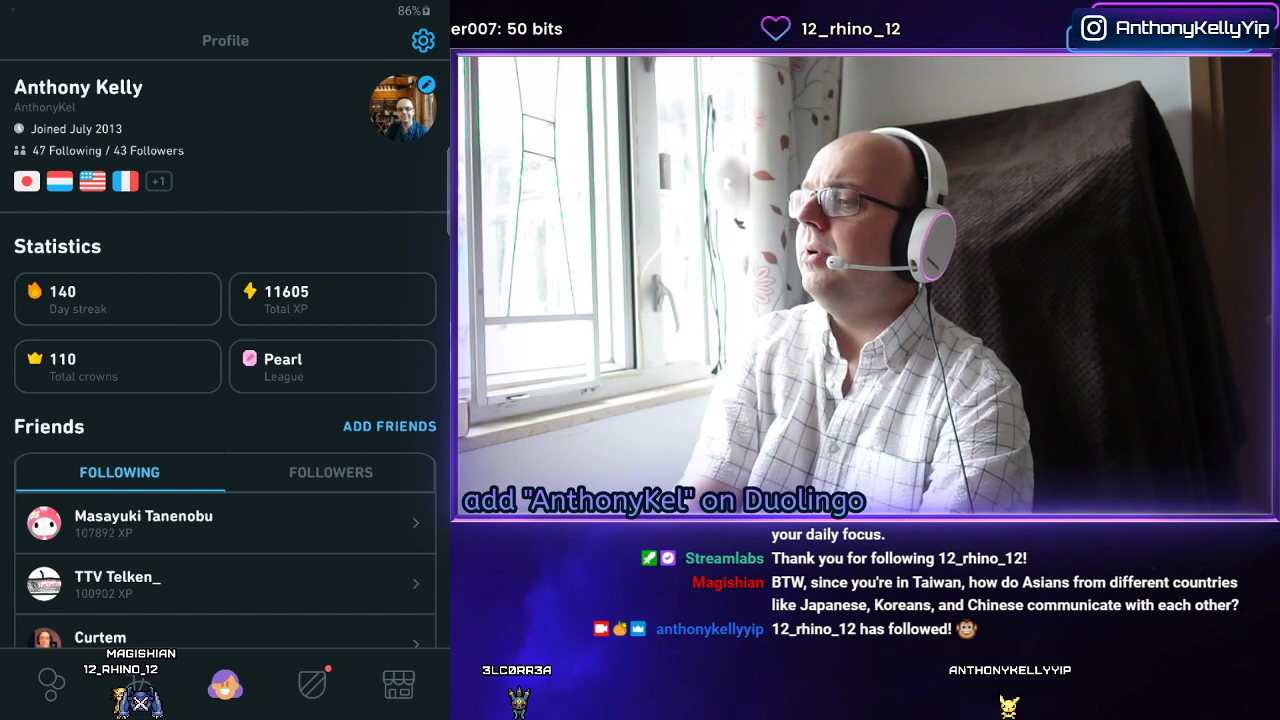 86%
Profile
Anthony Kelly
AnthonyKel
Joined July 2013
47 Following / 43 Followers
+1
Statistics
140
Day streak
11605
Total XP
110
Total crowns
Pearl
League
Friends
ADD FRIENDS
FOLLOWING
FOLLOWERS
Masayuki Tanenobu
107892 XP
TTV Telken_
100902 XP
Curtem
MAGISHIAN
12_RHINO_12
er007: 50 bits
12_rhino_12
AnthonyKellyYip
add "AnthonyKel" on Duolingo
your daily focus.
Streamlabs Thank you for following 12_rhino_12!
Magishian BTW, since you're in Taiwan, how do Asians from different countries
like Japanese, Koreans, and Chinese communicate with each other?
anthonykellyyip 12_rhino_12 has followed!
3LC0RR3A
ANTHONYKELLYYIP